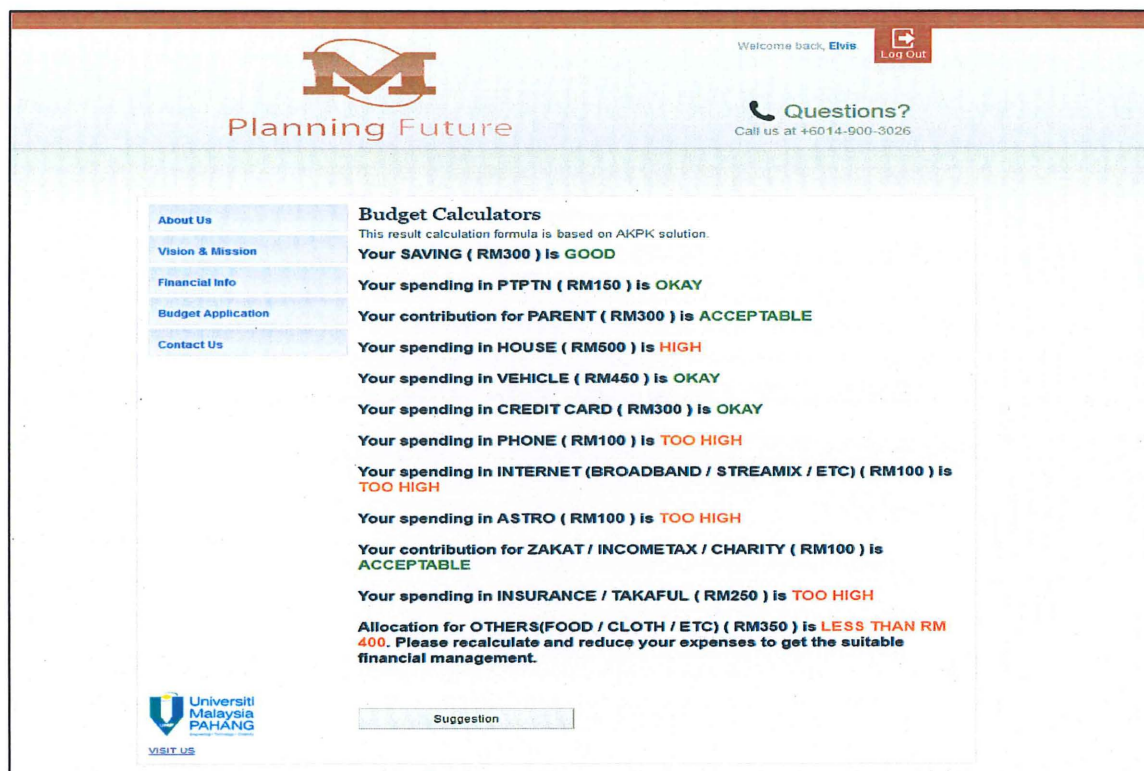 Welcome back, Elvis
Log Out
M
Planning Future
Questions?
Call us at +6014-900-3026
About Us
Vision & Mission
Financial Info
Budget Application
Contact Us
Budget Calculators
This result calculation formula is based on AKPK solution.
Your SAVING ( RM300 ) is GOOD
Your spending in PTPTN ( RM150 ) is OKAY
Your contribution for PARENT ( RM300 ) is ACCEPTABLE
Your spending in HOUSE ( RM500 ) is HIGH
Your spending in VEHICLE ( RM450 ) is OKAY
Your spending in CREDIT CARD ( RM300 ) is OKAY
Your spending in PHONE ( RM100 ) is TOO HIGH
Your spending in INTERNET (BROADBAND / STREAMIX / ETC) ( RM100 ) is
TOO HIGH
Your spending in ASTRO ( RM100 ) is TOO HIGH
Your contribution for ZAKAT / INCOMETAX / CHARITY ( RM100 ) is
ACCEPTABLE
Your spending in INSURANCE / TAKAFUL ( RM250 ) is TOO HIGH
Allocation for OTHERS(FOOD / CLOTH / ETC) ( RM350 ) is LESS THAN RM
400. Please recalculate and reduce your expenses to get the suitable
financial management.
Universiti
Malaysia
PAHANG
VISIT US
Suggestion